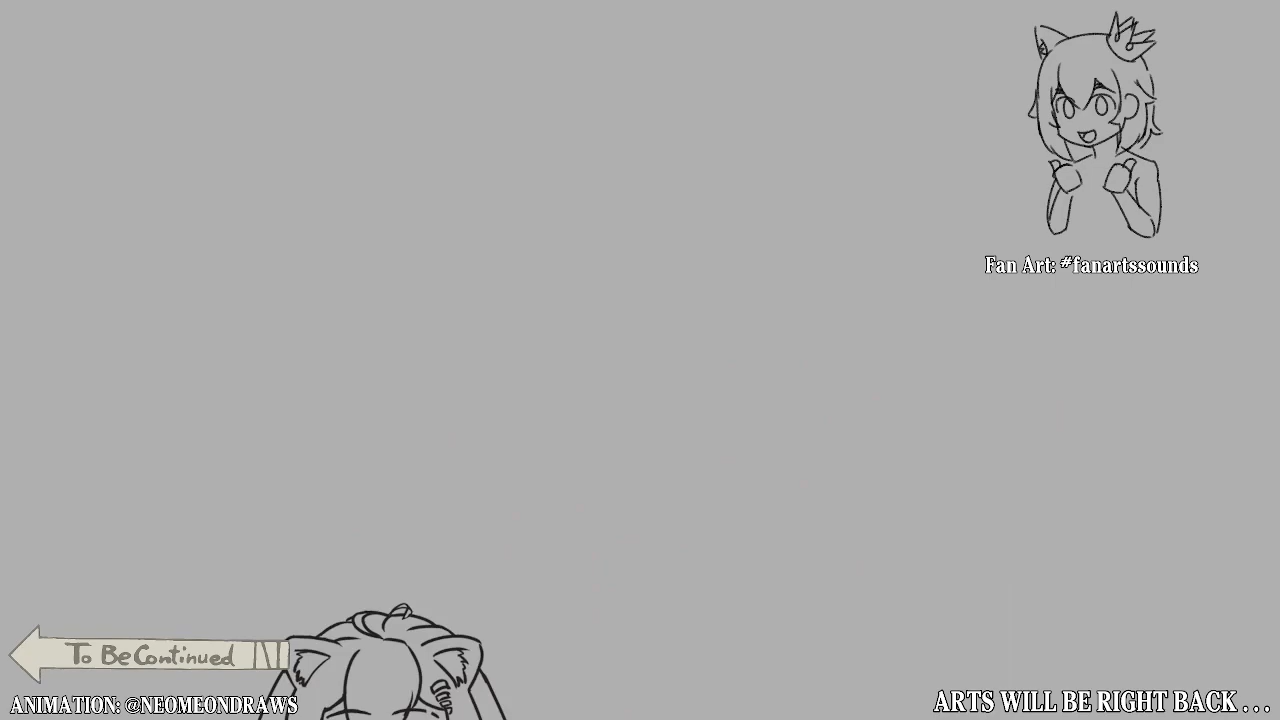 Fan Art: #fanartssounds
To Be Continued
ANIMATION: @NEOMEONDRAWS
ARTS WILL BE RIGHT BACK . . .